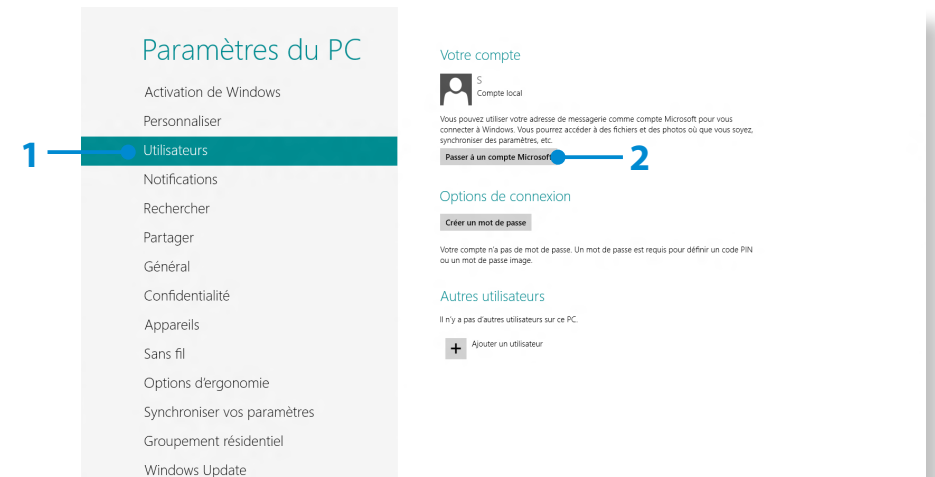 Paramètres du PC
Activation de Windows
Personnaliser
1
Utilisateurs
Notifications
Rechercher
Partager
Général
Confidentialité
Appareils
Sans fil
Options d'ergonomie
Synchroniser vos paramètres
Groupement résidentiel
Windows Update
Votre compte
S
Compte local
Vous pouvez utiliser votre adresse de messagerie comme compte Microsoft pour vous
connecter à Windows. Vous pourrez accéder à des fichiers et des photos où que vous soyez,
synchroniser des paramètres, etc.
Passer à un compte Microsoft
2
Options de connexion
Créer un mot de passe
Votre compte n'a pas de mot de passe. Un mot de passe est requis pour définir un code PIN
ou un mot de passe image.
Autres utilisateurs
Il n'y a pas d'autres utilisateurs sur ce PC.
+ Ajouter un utilisateur